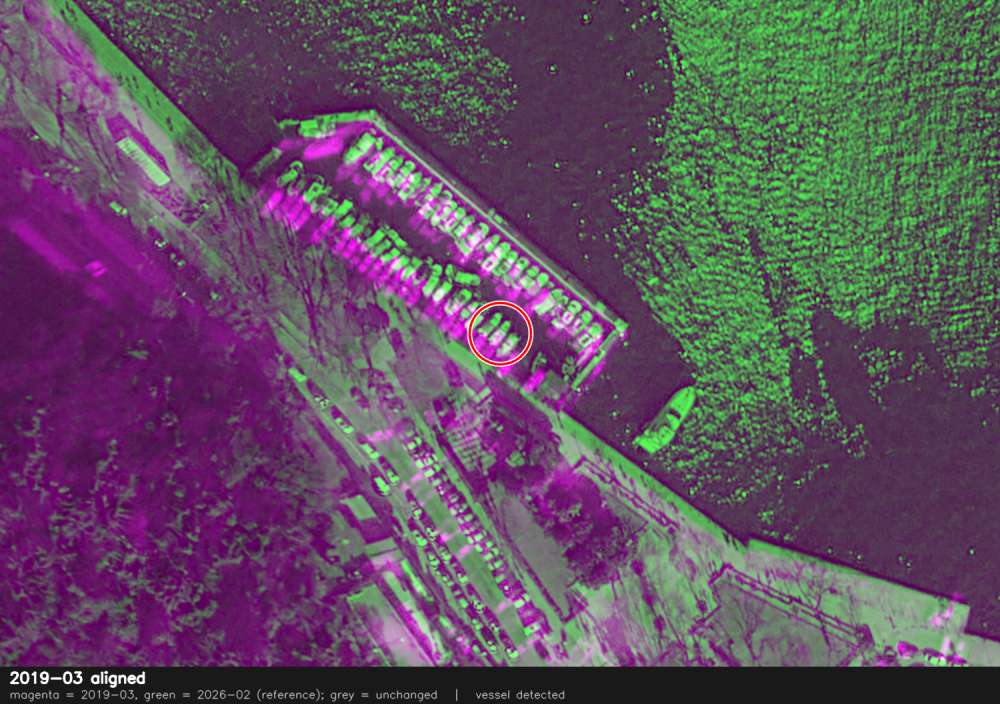 2019-03 aligned
magenta = 2019-03, green = 2026-02 (reference); grey = unchanged | vessel detected